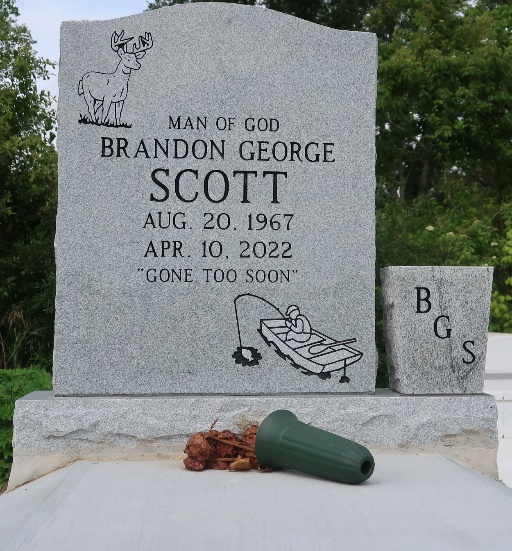 MAN OF GOD
BRANDON GEORGE
SCOTT
AUG. 20, 1967
APR. 10, 2022
"GONE TOO SOON"
B
G
S